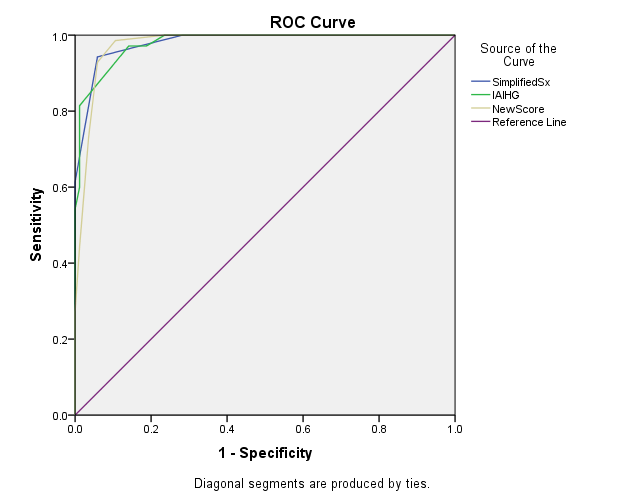 ROC Curve
Source of the
Curve
SimplifiedSx
IAIHG
NewScore
Reference Line
Sensitivity
1.0
0.8
0.6
0.4
0.2
0.0
0.0 0.2 0.4 0.6 0.8 1.0
1 - Specificity
Diagonal segments are produced by ties.